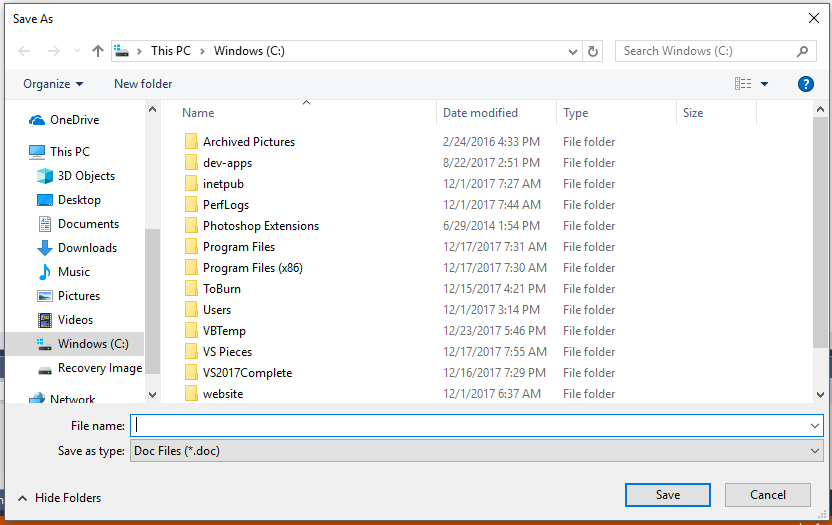 Save As
This PC Windows (C:)
Search Windows (C:)
Organize New folder
?
OneDrive
This PC
3D Objects
Desktop
Documents
Downloads
Music
Pictures
Videos
Windows (C:)
Recovery Image
Network
Name Date modified Type Size
Archived Pictures 2/24/2016 4:33 PM File folder
dev-apps 8/22/2017 2:51 PM File folder
inetpub 12/1/2017 7:27 AM File folder
PerfLogs 12/1/2017 7:44 AM File folder
Photoshop Extensions 6/29/2014 1:54 PM File folder
Program Files 12/17/2017 7:31 AM File folder
Program Files (x86) 12/17/2017 7:30 AM File folder
ToBurn 12/15/2017 4:21 PM File folder
Users 12/1/2017 3:14 PM File folder
VBTemp 12/23/2017 5:46 PM File folder
VS Pieces 12/17/2017 7:55 AM File folder
VS2017Complete 12/16/2017 7:29 PM File folder
website 12/1/2017 6:37 AM File folder
File name:
Save as type: Doc Files (*.doc)
Hide Folders
Save Cancel